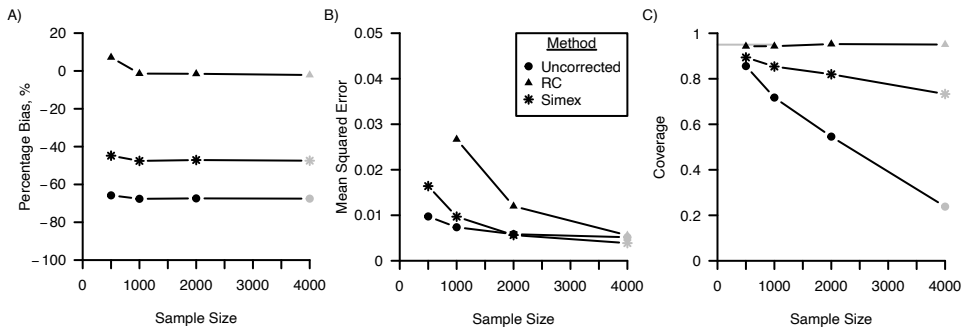 A)
20
0
−20
−40
−60
−80
−100
Percentage Bias, %
0 1000 2000 3000 4000
Sample Size
B)
0.05
0.04
0.03
0.02
0.01
0
Mean Squared Error
Method
Uncorrected
RC
Simex
0 1000 2000 3000 4000
Sample Size
C)
1
0.8
0.6
0.4
0.2
0
Coverage
0 1000 2000 3000 4000
Sample Size